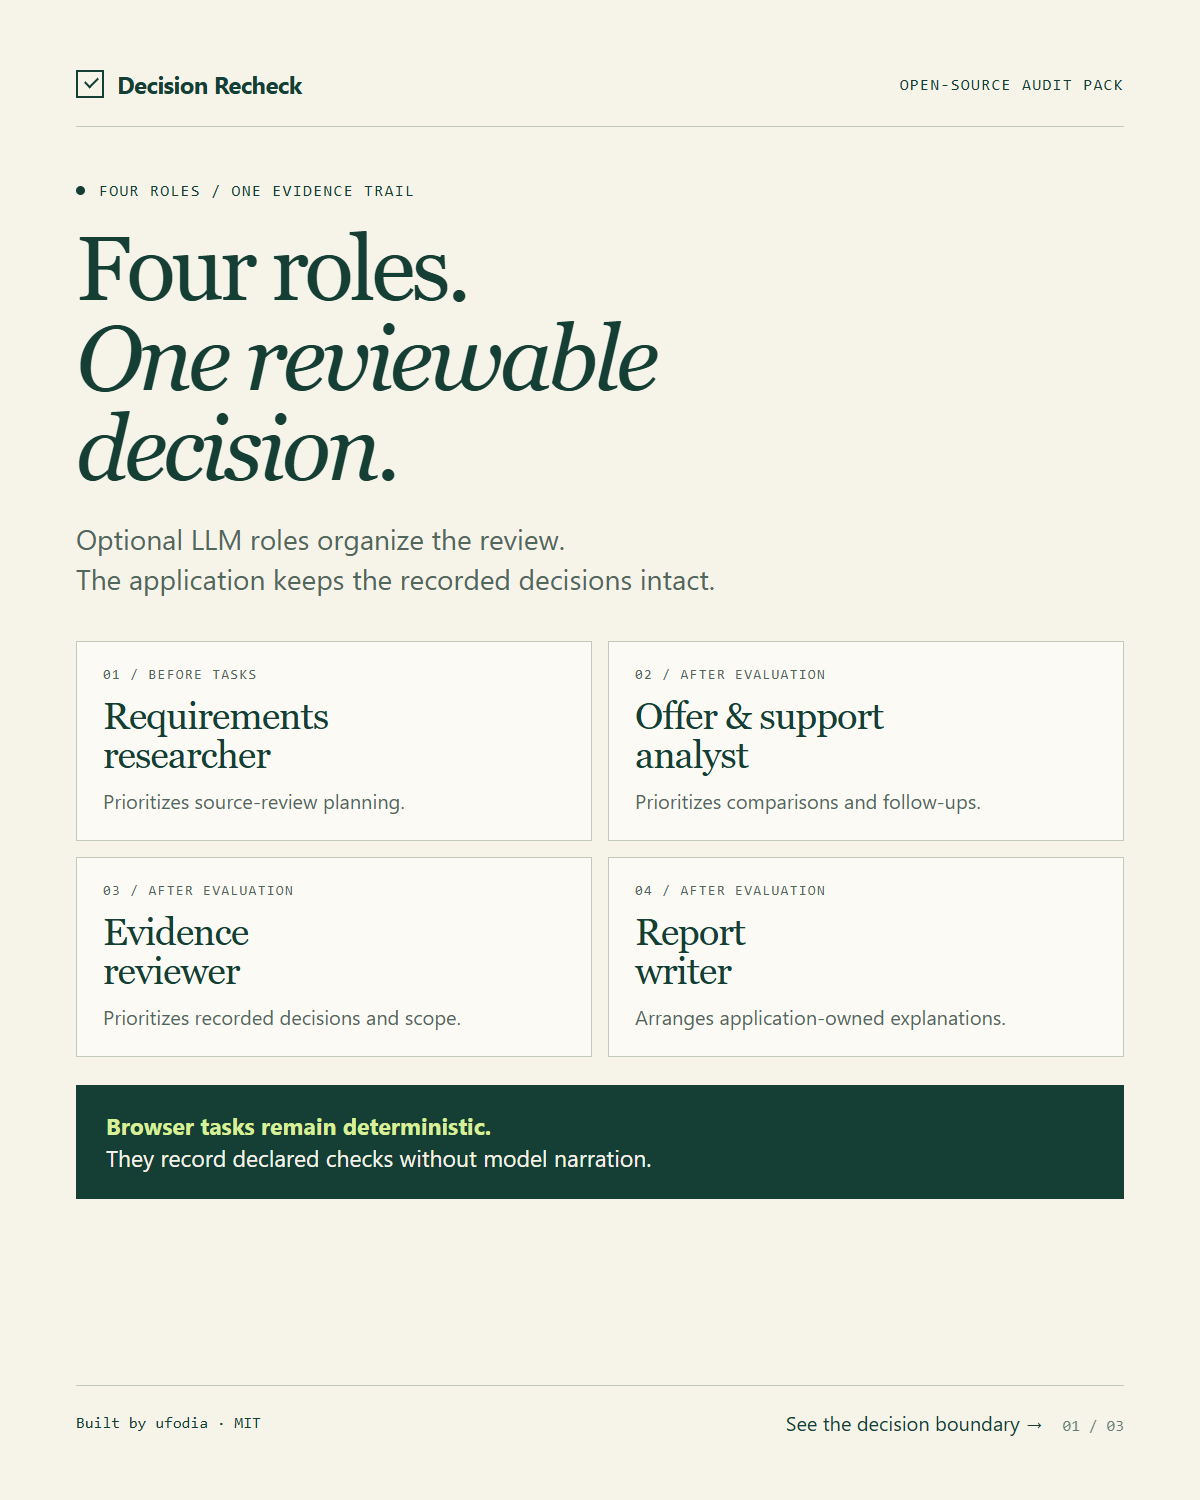 Decision Recheck
OPEN-SOURCE AUDIT PACK
FOUR ROLES / ONE EVIDENCE TRAIL
Four roles.
One reviewable
decision.
Optional LLM roles organize the review.
The application keeps the recorded decisions intact.
01 / BEFORE TASKS
Requirements
researcher
Prioritizes source-review planning.
02 / AFTER EVALUATION
Offer & support
analyst
Prioritizes comparisons and follow-ups.
03 / AFTER EVALUATION
Evidence
reviewer
Prioritizes recorded decisions and scope.
04 / AFTER EVALUATION
Report
writer
Arranges application-owned explanations.
Browser tasks remain deterministic.
They record declared checks without model narration.
Built by ufodia · MIT
See the decision boundary → 01 / 03